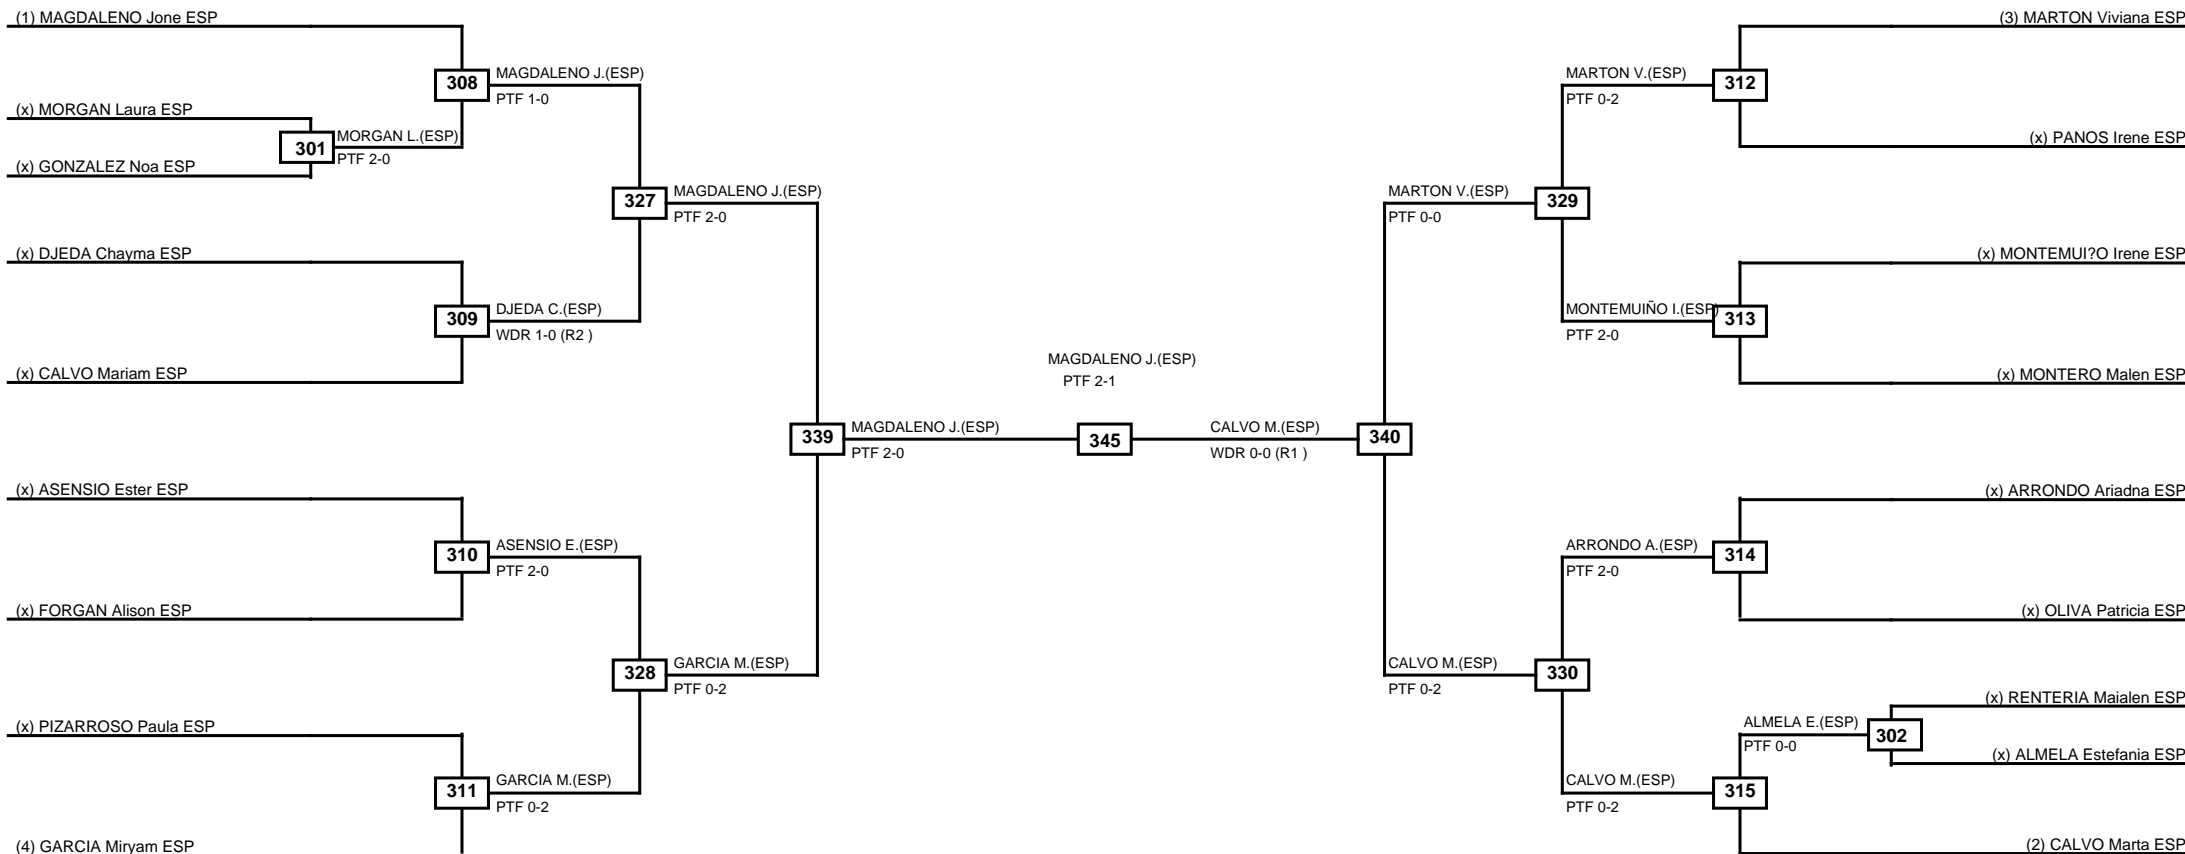 (1) MAGDALENO Jone ESP
308
MAGDALENO J.(ESP)
PTF 1-0
(x) MORGAN Laura ESP
301
MORGAN L.(ESP)
PTF 2-0
(x) GONZALEZ Noa ESP
327
MAGDALENO J.(ESP)
PTF 2-0
(x) DJEDA Chayma ESP
309
DJEDA C.(ESP)
WDR 1-0 (R2 )
(x) CALVO Mariam ESP
339
MAGDALENO J.(ESP)
PTF 2-0
(x) ASENSIO Ester ESP
310
ASENSIO E.(ESP)
PTF 2-0
(x) FORGAN Alison ESP
328
GARCIA M.(ESP)
PTF 0-2
(x) PIZARROSO Paula ESP
311
GARCIA M.(ESP)
PTF 0-2
(4) GARCIA Miryam ESP
MAGDALENO J.(ESP)
PTF 2-1
345
(3) MARTON Viviana ESP
MARTON V.(ESP)
PTF 0-2
312
(x) PANOS Irene ESP
MARTON V.(ESP)
PTF 0-0
329
(x) MONTEMUI?O Irene ESP
MONTEMUIÑO I.(ESP)
PTF 2-0
313
(x) MONTERO Malen ESP
CALVO M.(ESP)
WDR 0-0 (R1 )
340
(x) ARRONDO Ariadna ESP
ARRONDO A.(ESP)
PTF 2-0
314
(x) OLIVA Patricia ESP
CALVO M.(ESP)
PTF 0-2
330
(x) RENTERIA Maialen ESP
ALMELA E.(ESP)
PTF 0-0
302
(x) ALMELA Estefania ESP
CALVO M.(ESP)
PTF 0-2
315
(2) CALVO Marta ESP